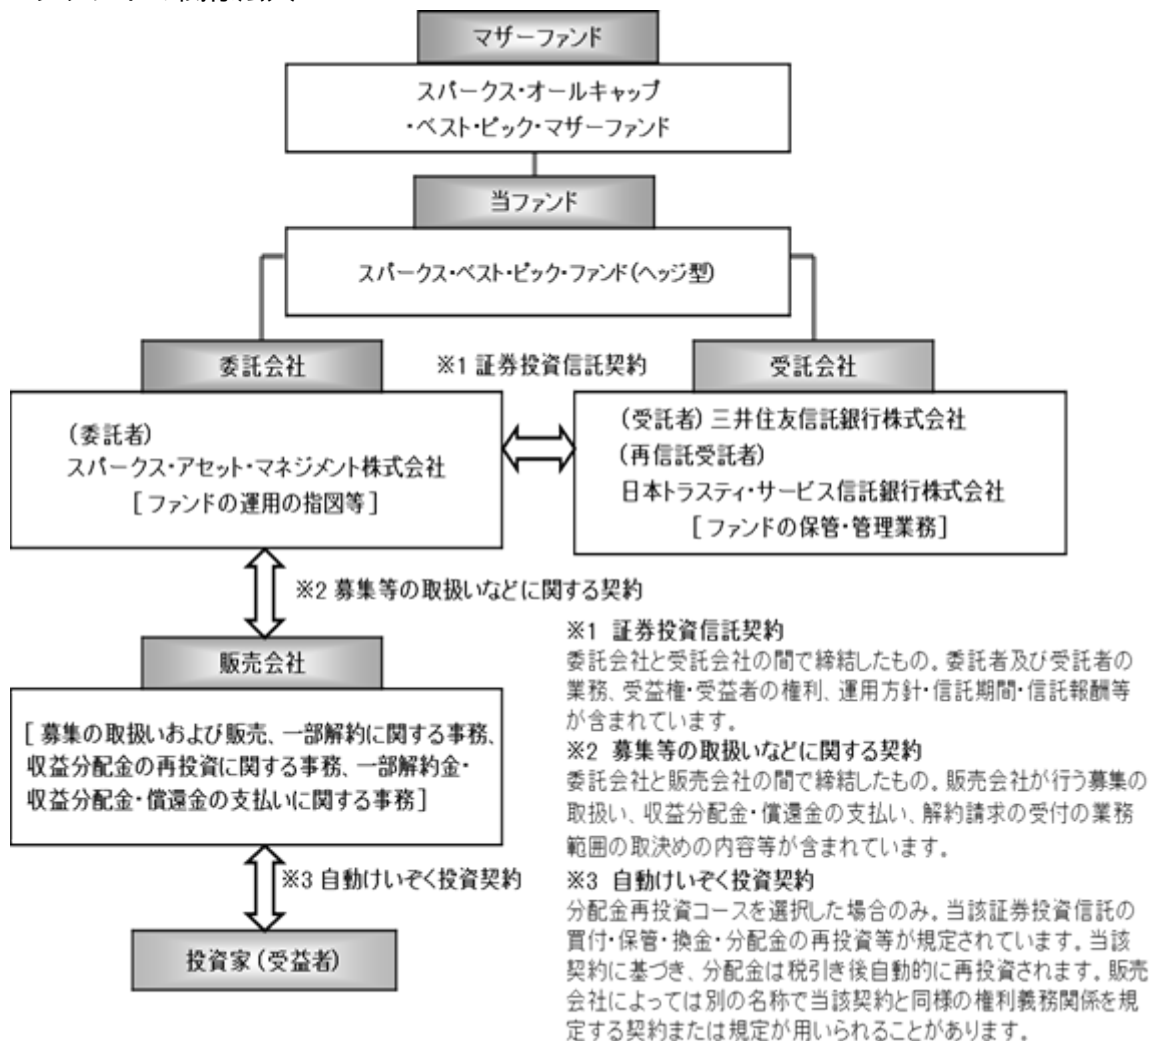 マザーファンド
スパークス・オールキャップ
・ベスト・ピック・マザーファンド
当ファンド
スパークス・ベスト・ピック・ファンド(ヘッジ型)
委託会社
※1 証券投資信託契約
受託会社
(委託者)
スパークス・アセット・マネジメント株式会社
[ファンドの運用の指図等]
(受託者) 三井住友信託銀行株式会社
(再信託受託者)
日本トラスティ・サービス信託銀行株式会社
[ファンドの保管・管理業務]
※2 募集等の取扱いなどに関する契約
販売会社
[募集の取扱いおよび販売、一部解約に関する事務、
収益分配金の再投資に関する事務、一部解約金・
収益分配金・償還金の支払いに関する事務]
※3 自動けいぞく投資契約
投資家(受益者)
※1 証券投資信託契約
委託会社と受託会社の間で締結したもの。委託者及び受託者の
業務、受益権・受益者の権利、運用方針・信託期間・信託報酬等
が含まれています。
※2 募集等の取扱いなどに関する契約
委託会社と販売会社の間で締結したもの。販売会社が行う募集の
取扱い、収益分配金・償還金の支払い、解約請求の受付の業務
範囲の取決めの内容等が含まれています。
※3 自動けいぞく投資契約
分配金再投資コースを選択した場合のみ。当該証券投資信託の
買付・保管・換金・分配金の再投資等が規定されています。当該
契約に基づき、分配金は税引き後自動的に再投資されます。販売
会社によっては別の名称で当該契約と同様の権利義務関係を規
定する契約または規定が用いられることがあります。